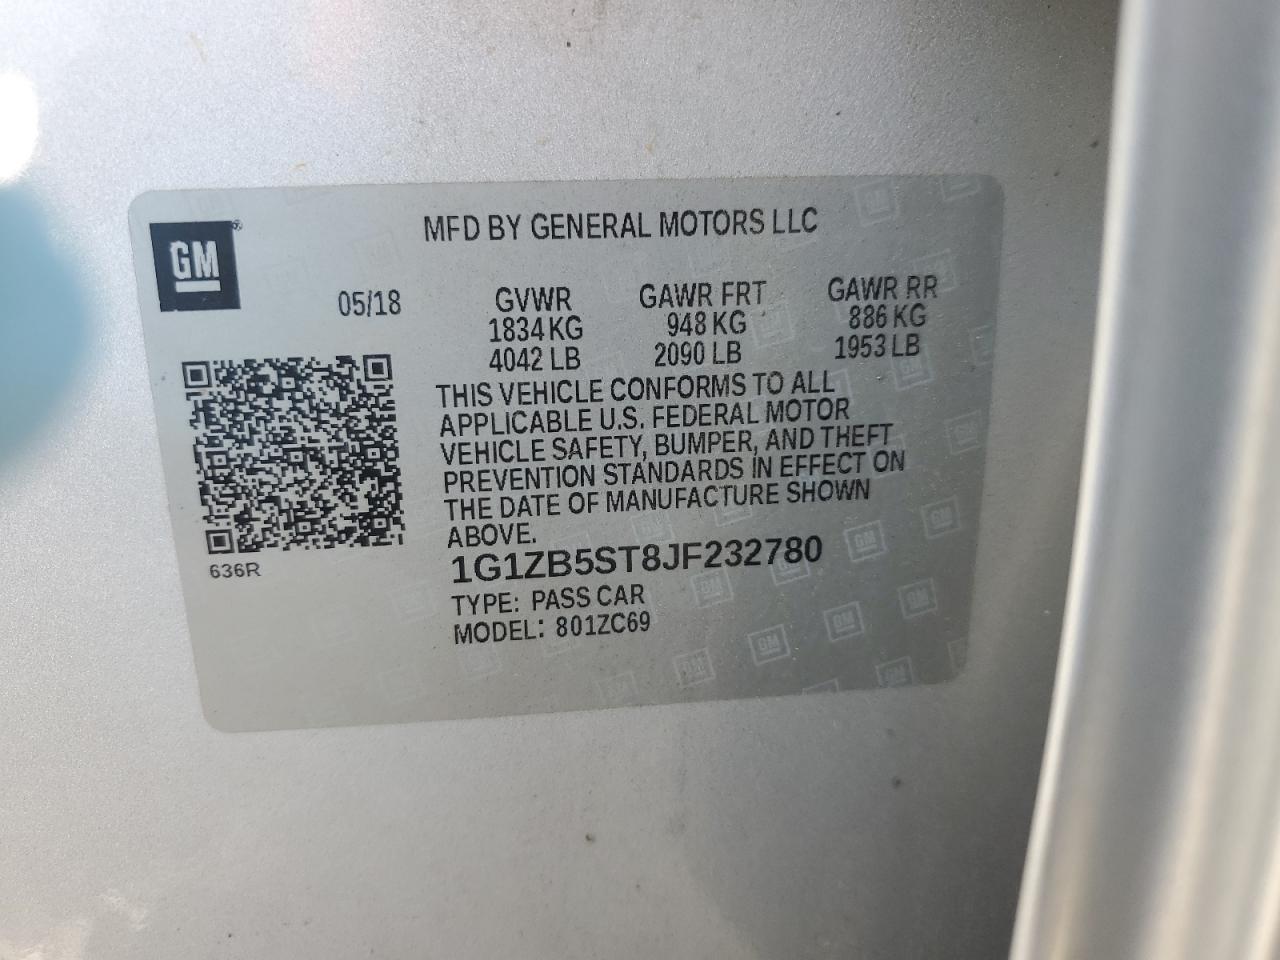 MFD BY GENERAL MOTORS LLC
GM
05/18
GVWR GAWR FRT GAWR RR
1834 KG 948 KG 886 KG
4042 LB 2090 LB 1953 LB
THIS VEHICLE CONFORMS TO ALL
APPLICABLE U.S. FEDERAL MOTOR
VEHICLE SAFETY, BUMPER, AND THEFT
PREVENTION STANDARDS IN EFFECT ON
THE DATE OF MANUFACTURE SHOWN
ABOVE.
636R
1G1ZB5ST8JF232780
TYPE: PASS CAR
MODEL: 801ZC69